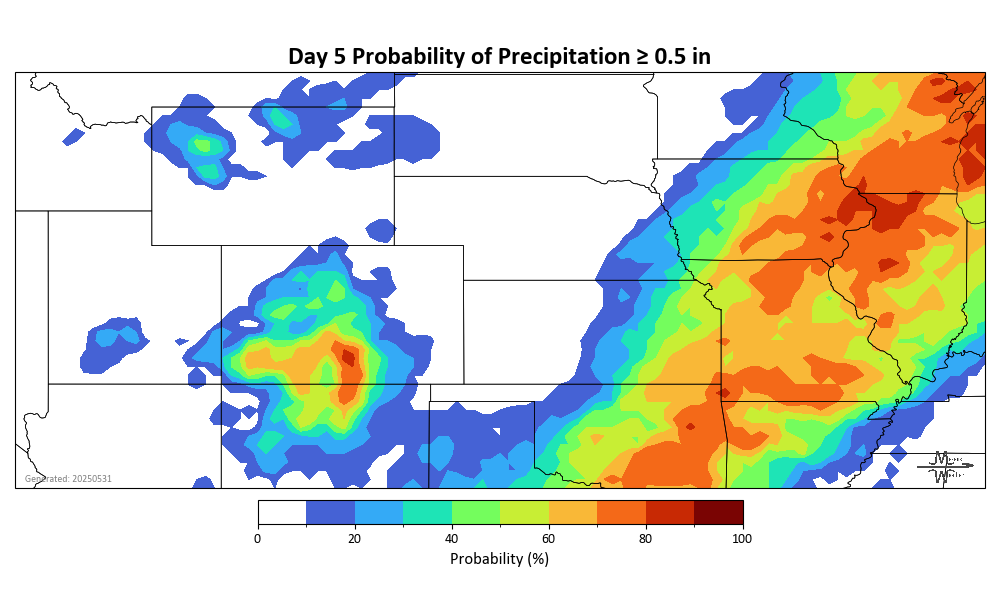 Day 5 Probability of Precipitation ≥ 0.5 in
Generated: 20250531
0 20 40 60 80 100
Probability (%)